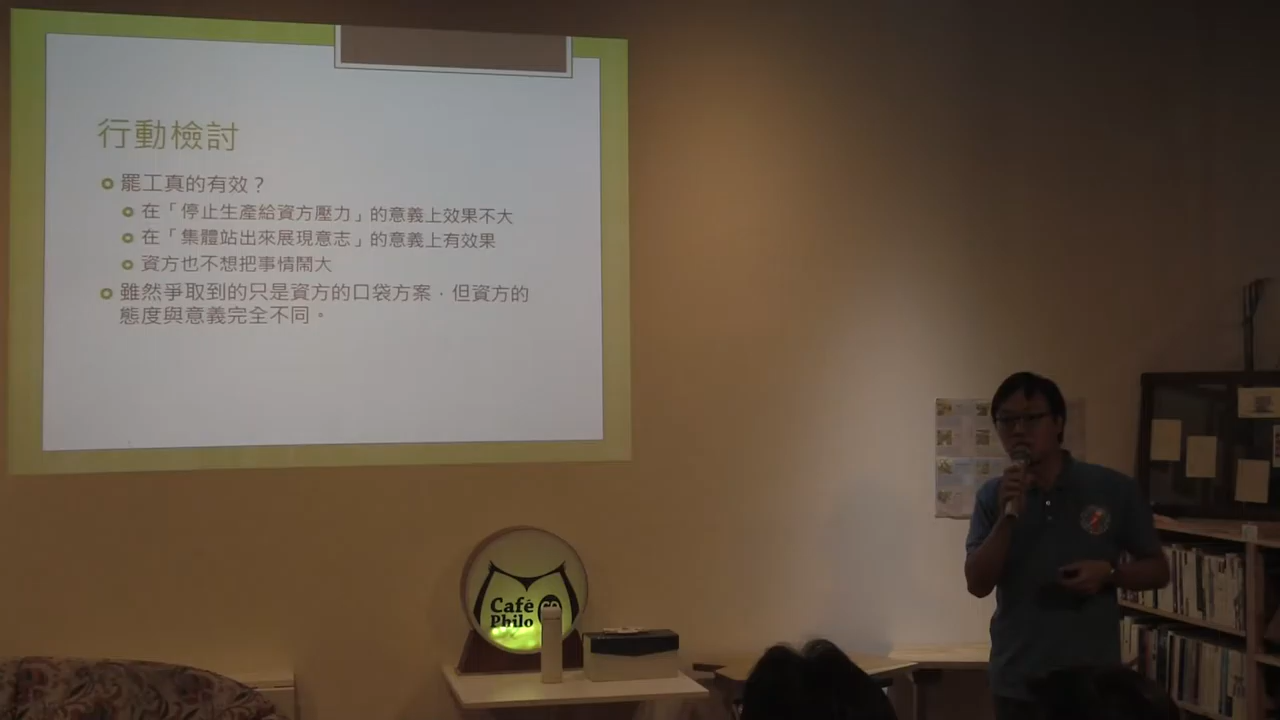 行動檢討
罷工真的有效？
在「停止生產給資方壓力」的意義上效果不大
在「集體站出來展現意志」的意義上有效果
資方也不想把事情鬧大
雖然爭取到的只是資方的口袋方案，但資方的
態度與意義完全不同。
Café
Philo